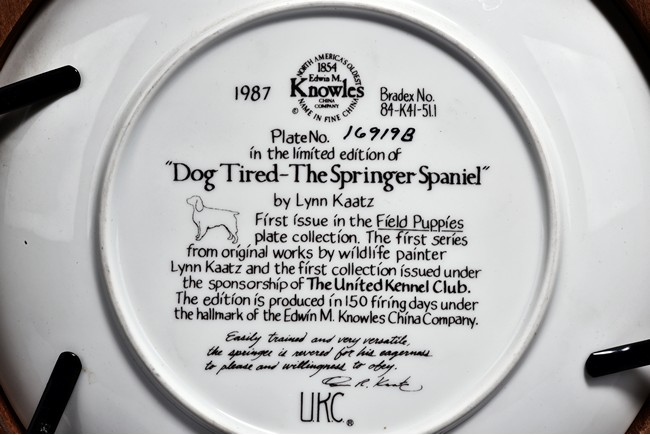 NORTH AMERICA'S OLDEST
1854
Edwin M.
Knowles
CHINA
COMPANY
© NAME IN FINE CHINA
1987
Bradex No.
84-K41-51.1
Plate No. 16919B
in the limited edition of
"Dog Tired-The Springer Spaniel"
by Lynn Kaatz
First issue in the Field Puppies
plate collection. The first series
from original works by wildlife painter
Lynn Kaatz and the first collection issued under
the sponsorship of The United Kennel Club.
The edition is produced in 150 firing days under
the hallmark of the Edwin M. Knowles China Company.
Easily trained and very versatile,
the springer is revered for his eagerness
to please and willingness to obey.
R. Kaatz
U.K.C.®